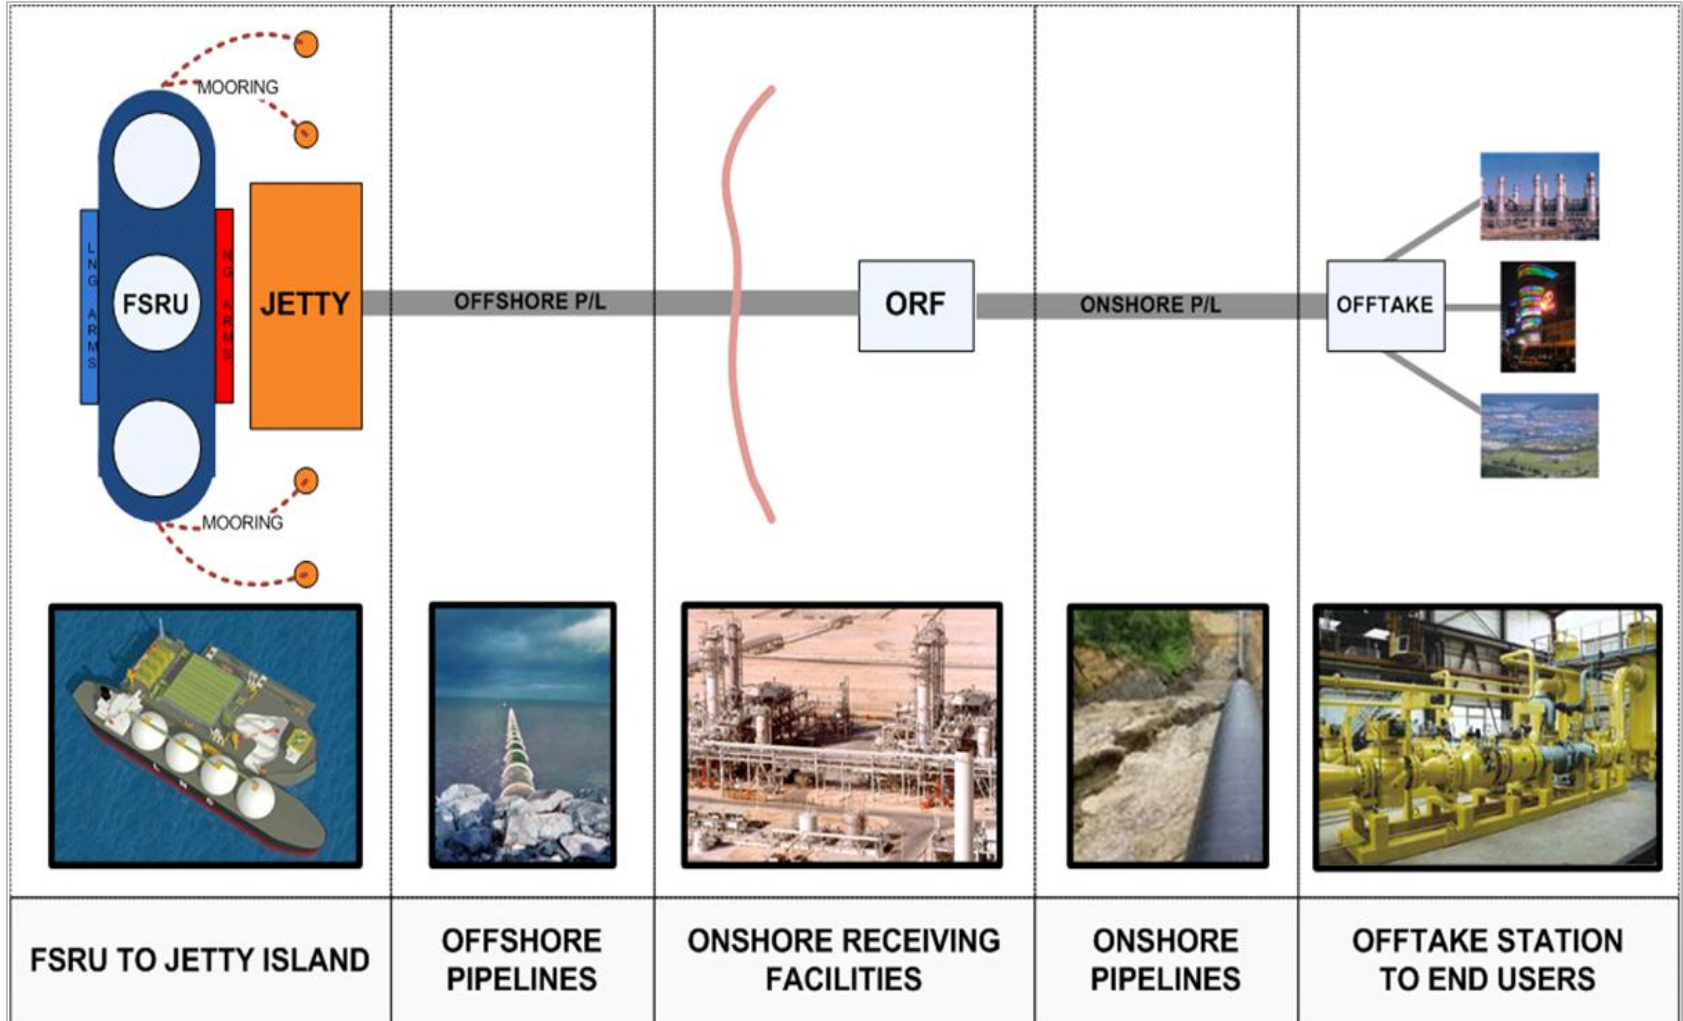 MOORING
LNG ARMS
FSRU
NG ARMS
JETTY
OFFSHORE P/L
ORF
ONSHORE P/L
OFFTAKE
MOORING
L N G
FSRU TO JETTY ISLAND
OFFSHORE
PIPELINES
ONSHORE RECEIVING
FACILITIES
ONSHORE
PIPELINES
OFFTAKE STATION
TO END USERS